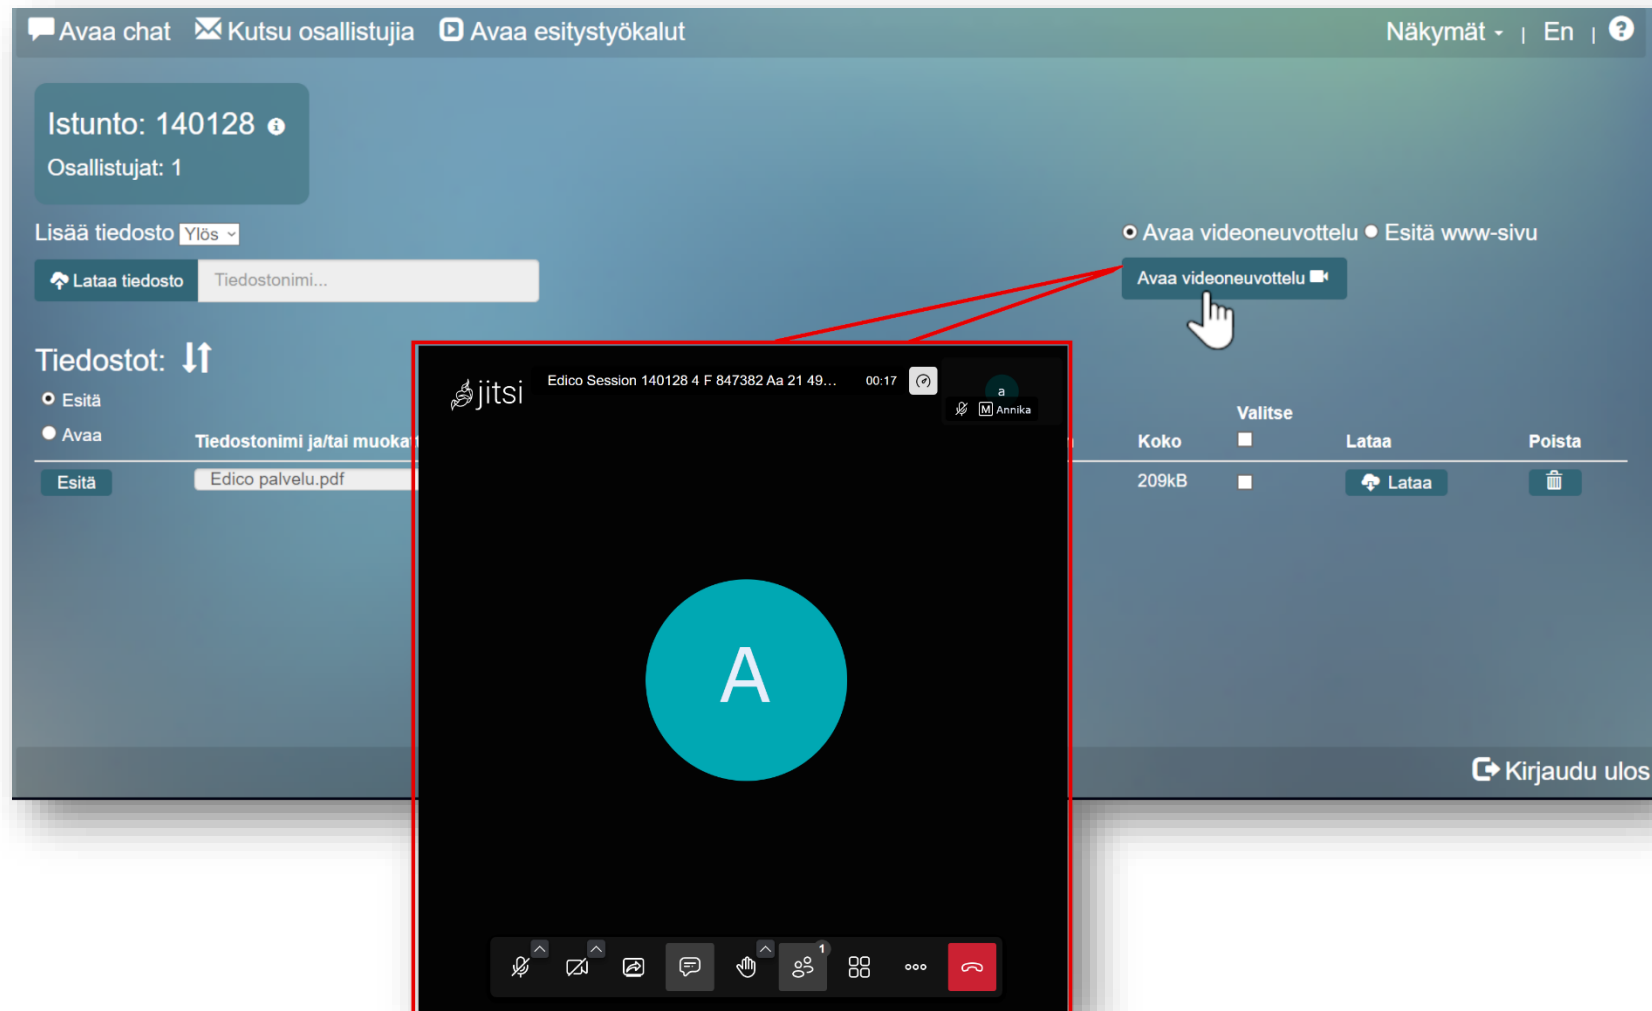 Avaa chat Kutsu osallistujia Avaa esitystyökalut Näkymät | En |
Istunto: 140128
Osallistujat: 1
Lisää tiedosto Ylös
Avaa videoneuvottelu Esitä www-sivu
Lataa tiedosto Tiedostonimi...
Avaa videoneuvottelu
Tiedostot:
Esitä
Avaa
Tiedostonimi ja/tai muokat
Koko
Valitse
Lataa
Poista
Esitä Edico palvelu.pdf 209kB Lataa
jitsi
Edico Session 140128 4 F 847382 Aa 21 49... 00:17
a
M Annika
A
1
Kirjaudu ulos